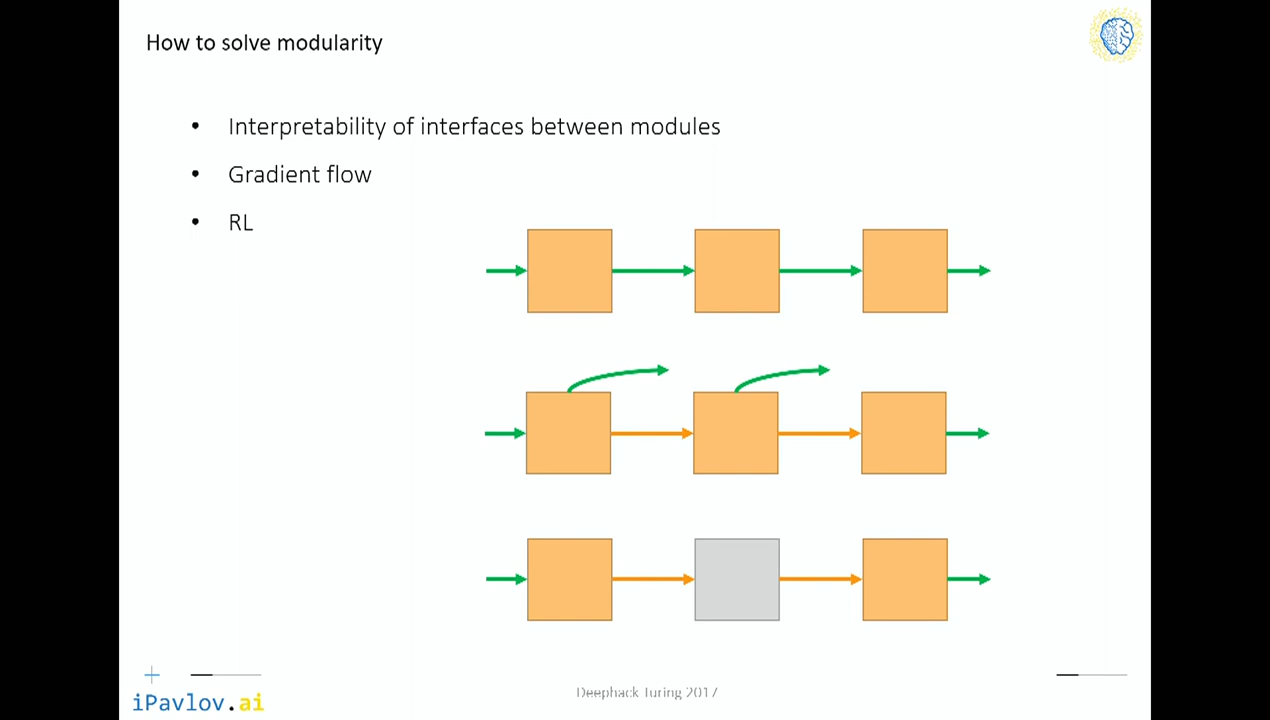 How to solve modularity
• Interpretability of interfaces between modules
• Gradient flow
• RL
iPavlov.ai
Deephack Turing 2017